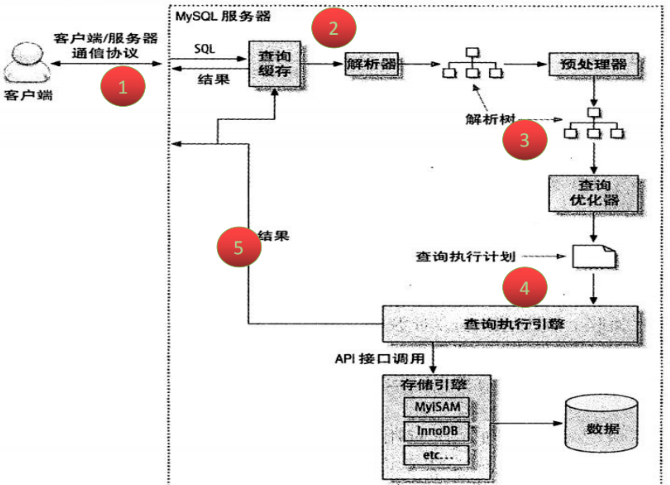 MySQL 服务器
客户端/服务器
通信协议
1
客户端
SQL
结果
查询
缓存
2
解析器
预处理器
解析树
3
查询
优化器
查询执行计划
4
5
结果
查询执行引擎
API 接口调用
存储引擎
MyISAM
InnoDB
etc...
数据